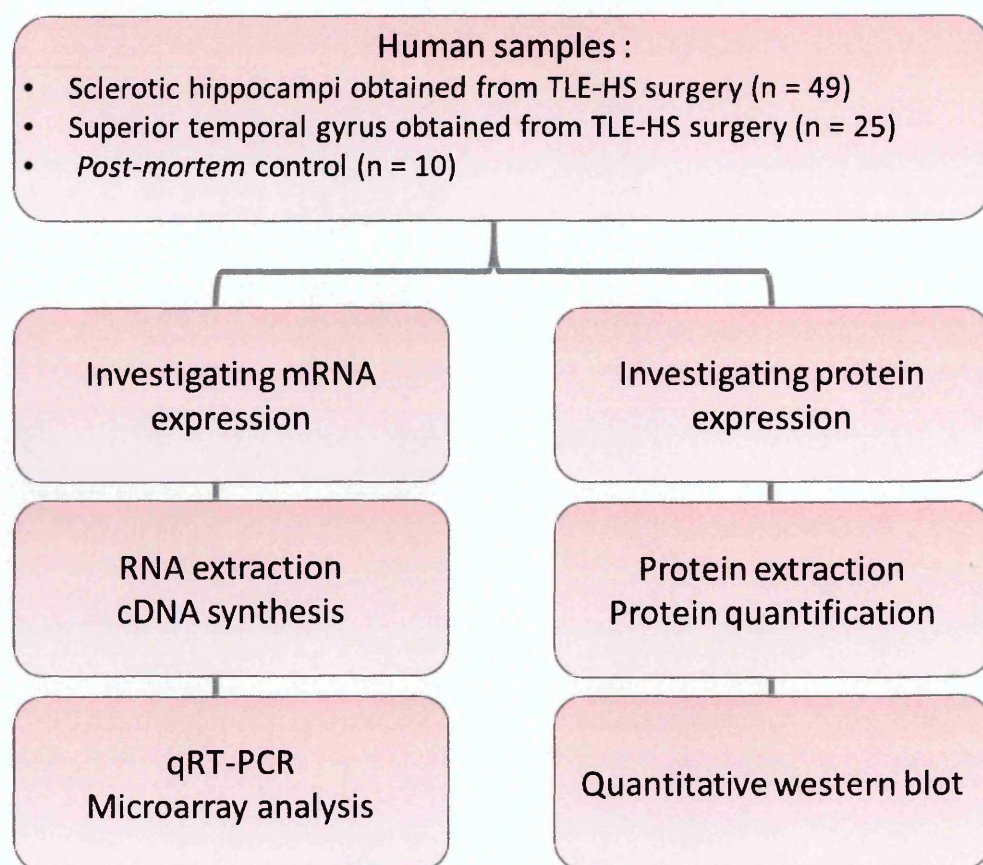 Human samples :
• Sclerotic hippocampi obtained from TLE-HS surgery (n = 49)
• Superior temporal gyrus obtained from TLE-HS surgery (n = 25)
• Post-mortem control (n = 10)
Investigating mRNA
expression
Investigating protein
expression
RNA extraction
cDNA synthesis
Protein extraction
Protein quantification
qRT-PCR
Microarray analysis
Quantitative western blot